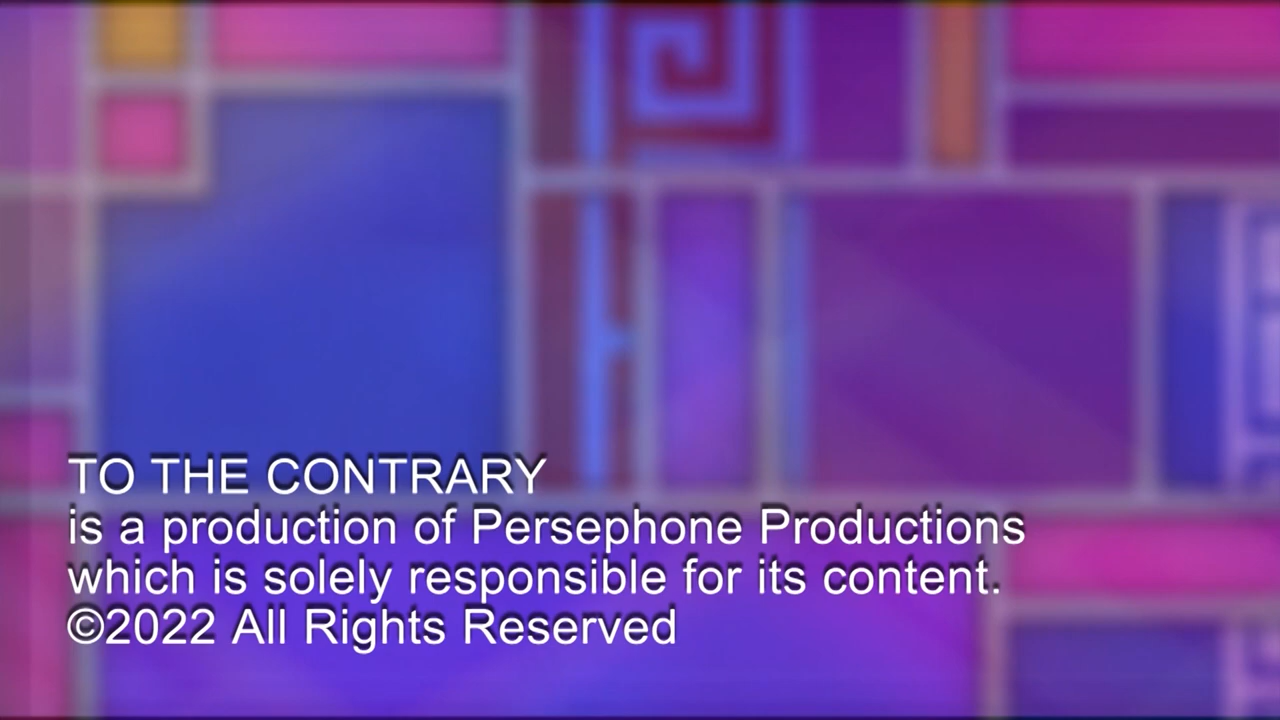 TO THE CONTRARY
is a production of Persephone Productions
which is solely responsible for its content.
©2022 All Rights Reserved